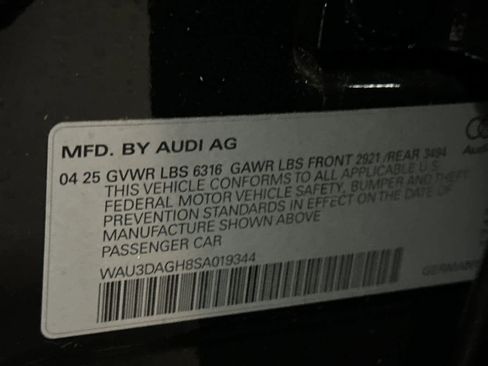 MFD. BY AUDI AG
04 25 GVWR LBS 6316 GAWR LBS FRONT 2921 /REAR 3494
THIS VEHICLE CONFORMS TO ALL APPLICABLE U.S.
FEDERAL MOTOR VEHICLE SAFETY, BUMPER AND THEFT
PREVENTION STANDARDS IN EFFECT ON THE DATE OF
MANUFACTURE SHOWN ABOVE
PASSENGER CAR
WAU3DAGH8SA019344